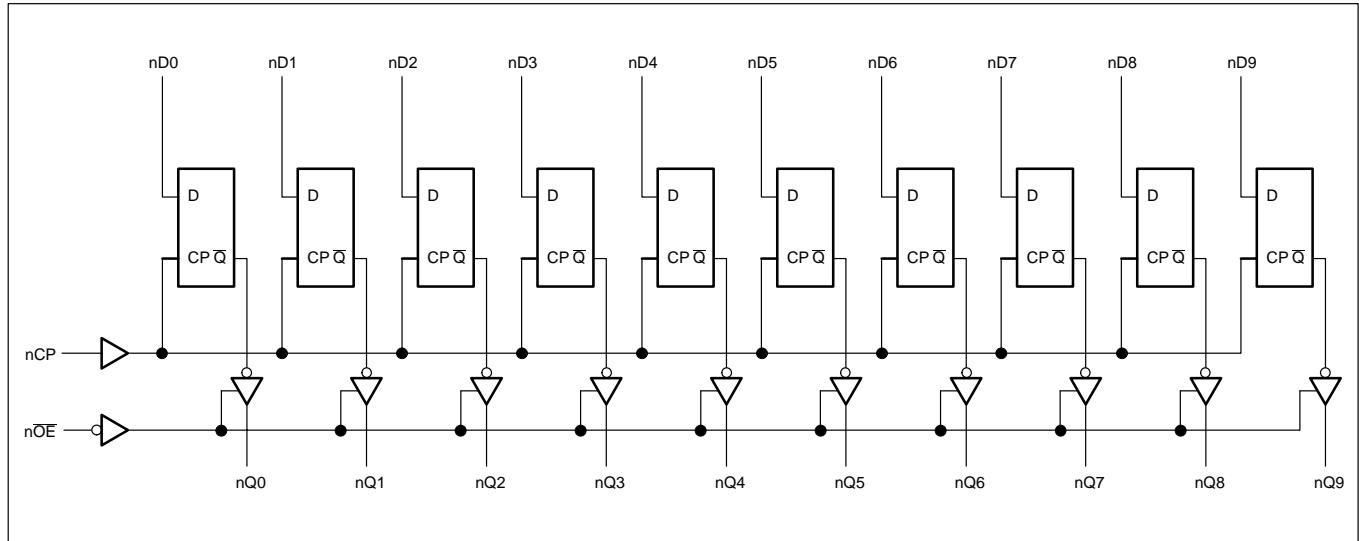 nD0 nD1 nD2 nD3 nD4 nD5 nD6 nD7 nD8 nD9
D D D D D D D D D D
CP Q̅ CP Q̅ CP Q̅ CP Q̅ CP Q̅ CP Q̅ CP Q̅ CP Q̅ CP Q̅ CP Q̅
nCP
nO̅E̅
nQ0 nQ1 nQ2 nQ3 nQ4 nQ5 nQ6 nQ7 nQ8 nQ9